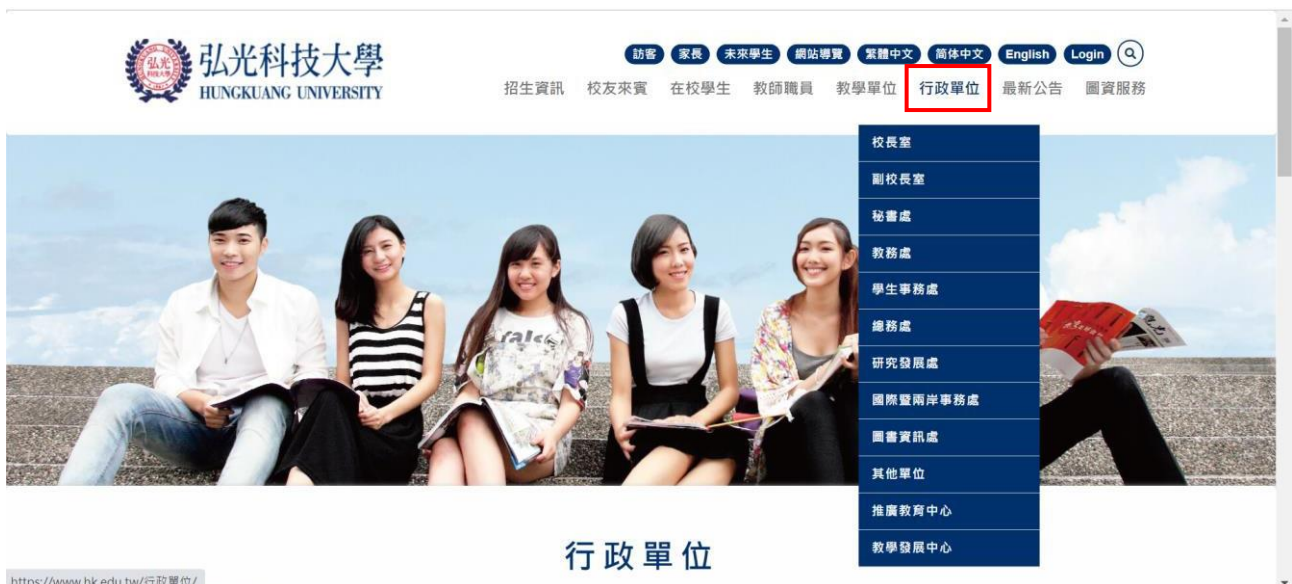 弘光
HKU
弘光科技大學
HUNGKUANG UNIVERSITY
訪客 家長 未來學生 網站導覽 繁體中文 简体中文 English Login
招生資訊 校友來賓 在校學生 教師職員 教學單位 行政單位 最新公告 圖資服務
校長室
副校長室
秘書處
教務處
學生事務處
總務處
研究發展處
國際暨兩岸事務處
圖書資訊處
其他單位
推廣教育中心
教學發展中心
行政單位
https://www.hk.edu.tw/行政單位/